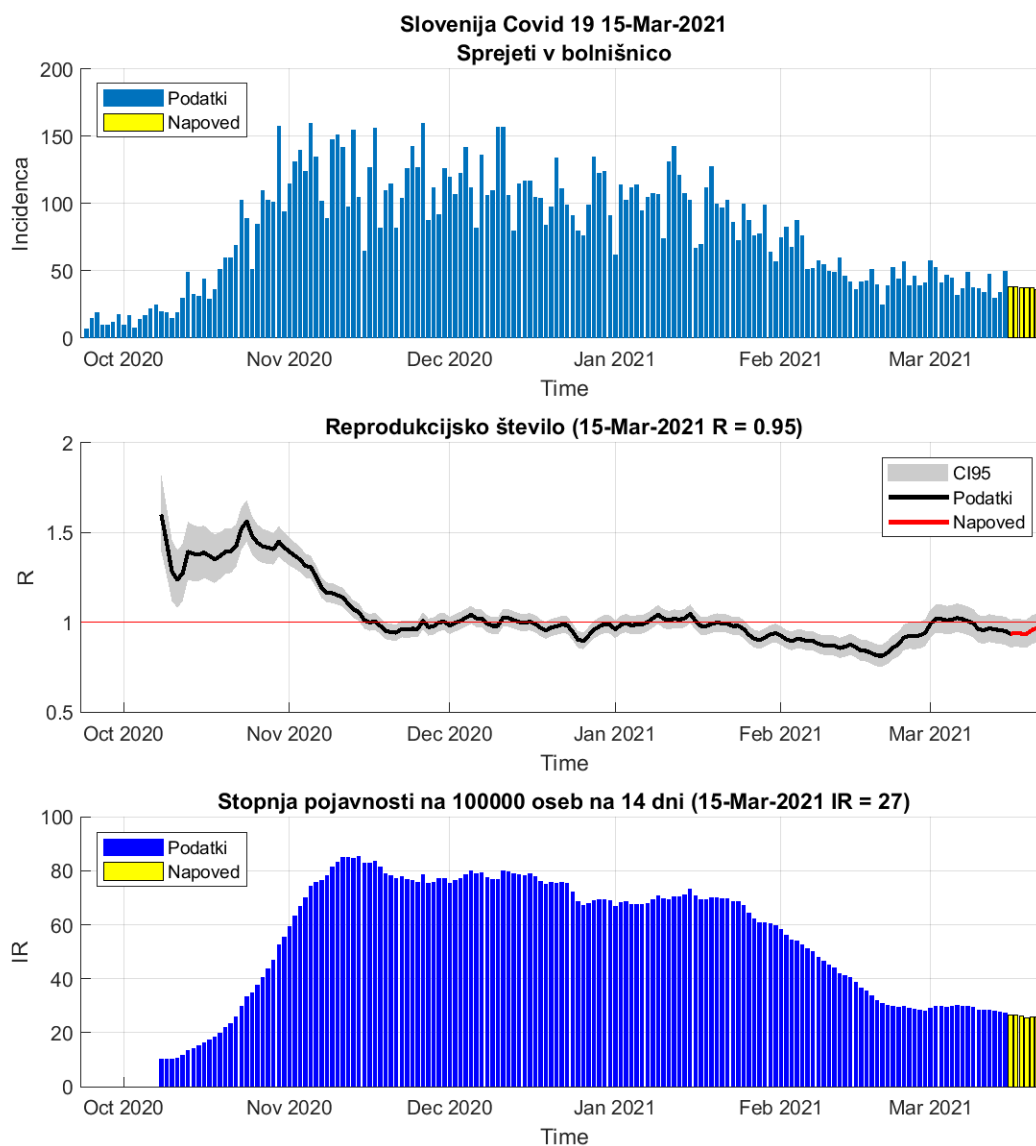 Slovenija Covid 19 15-Mar-2021
Sprejeti v bolnišnico
200
150
100
50
0
Incidenca
Podatki
Napoved
Oct 2020 Nov 2020 Dec 2020 Jan 2021 Feb 2021 Mar 2021
Time
Reprodukcijsko število (15-Mar-2021 R = 0.95)
2
1.5
1
0.5
R
CI95
Podatki
Napoved
Oct 2020 Nov 2020 Dec 2020 Jan 2021 Feb 2021 Mar 2021
Time
Stopnja pojavnosti na 100000 oseb na 14 dni (15-Mar-2021 IR = 27)
100
80
60
40
20
0
IR
Podatki
Napoved
Oct 2020 Nov 2020 Dec 2020 Jan 2021 Feb 2021 Mar 2021
Time